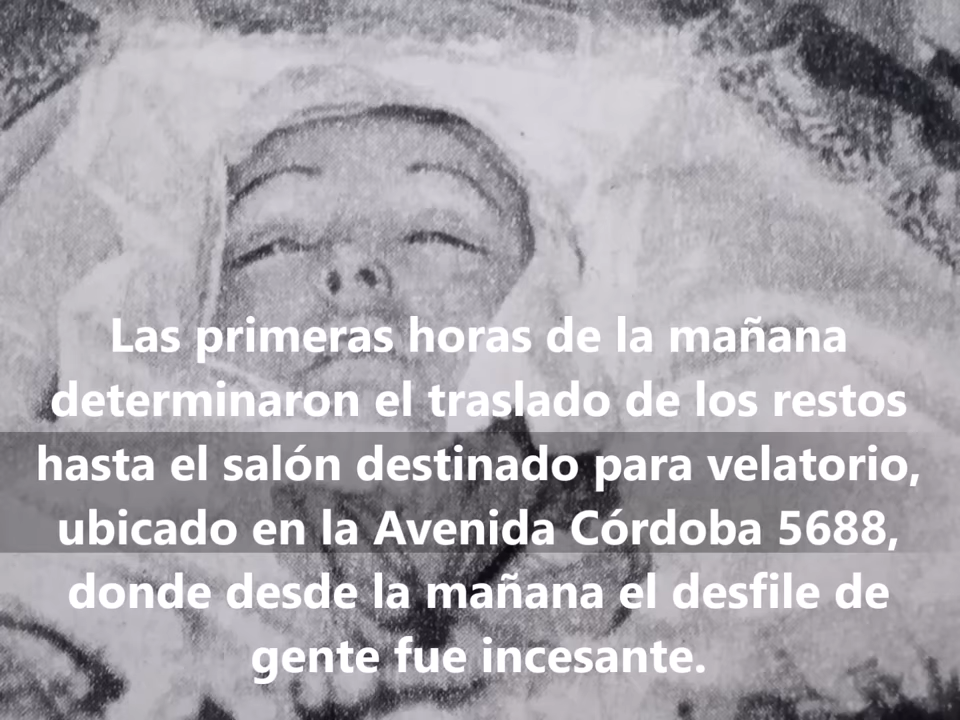 Las primeras horas de la mañana
determinaron el traslado de los restos
hasta el salón destinado para velatorio,
ubicado en la Avenida Córdoba 5688,
donde desde la mañana el desfile de
gente fue incesante.